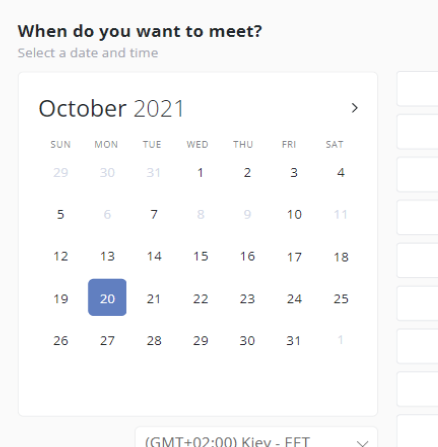 When do you want to meet?
Select a date and time
October 2021
SUN MON TUE WED THU FRI SAT
29 30 31 1 2 3 4
5 6 7 8 9 10 11
12 13 14 15 16 17 18
19 20 21 22 23 24 25
26 27 28 29 30 31 1
(GMT+02:00) Kiev - EET